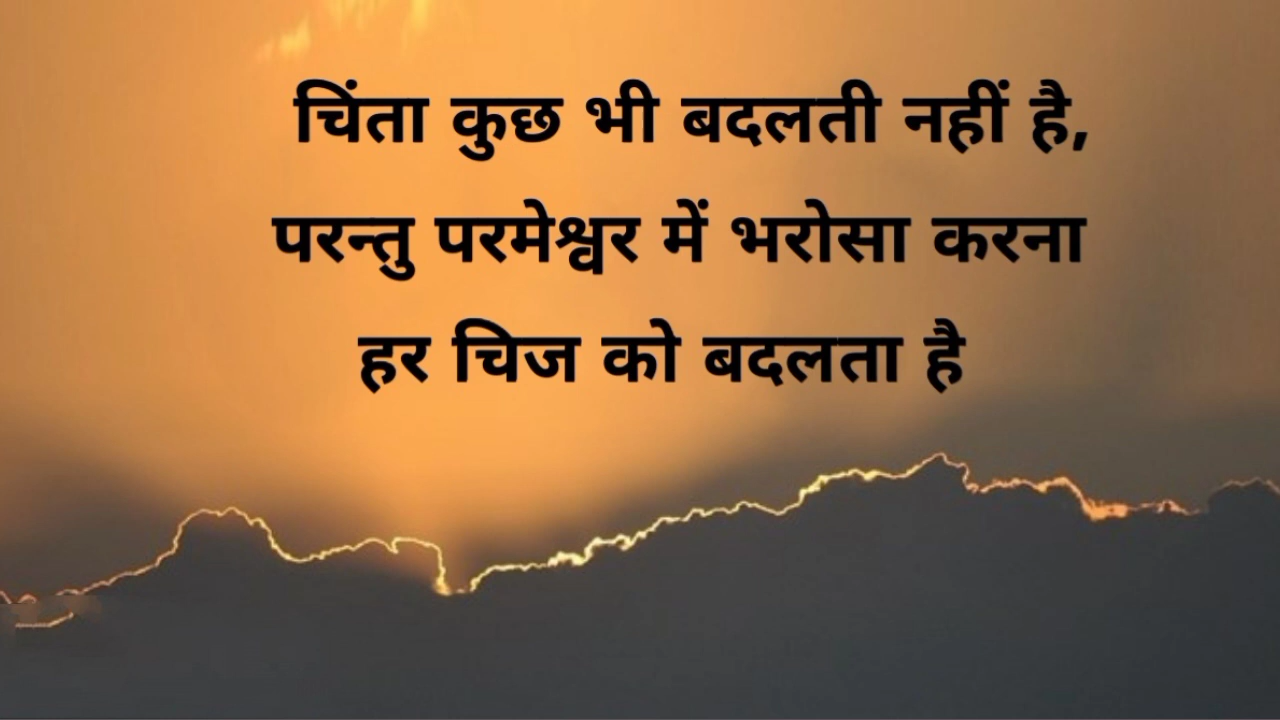 चिंता कुछ भी बदलती नहीं है,
परन्तु परमेश्वर में भरोसा करना
हर चिज को बदलता है